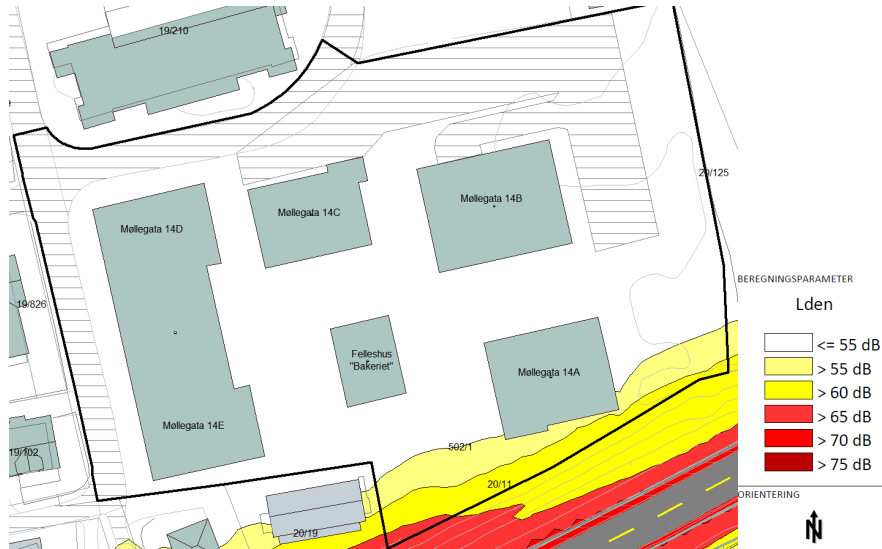 19/210
29/125
Møllegata 14B
Møllegata 14C
Møllegata 14D
BEREGNINGSPARAMETER
Lden
19/826
<= 55 dB
> 55 dB
> 60 dB
> 65 dB
> 70 dB
> 75 dB
Felleshus
"Bakeriet"
Møllegata 14A
Møllegata 14E
502/1
19/102
20/11
ORIENTERING
20/19
N